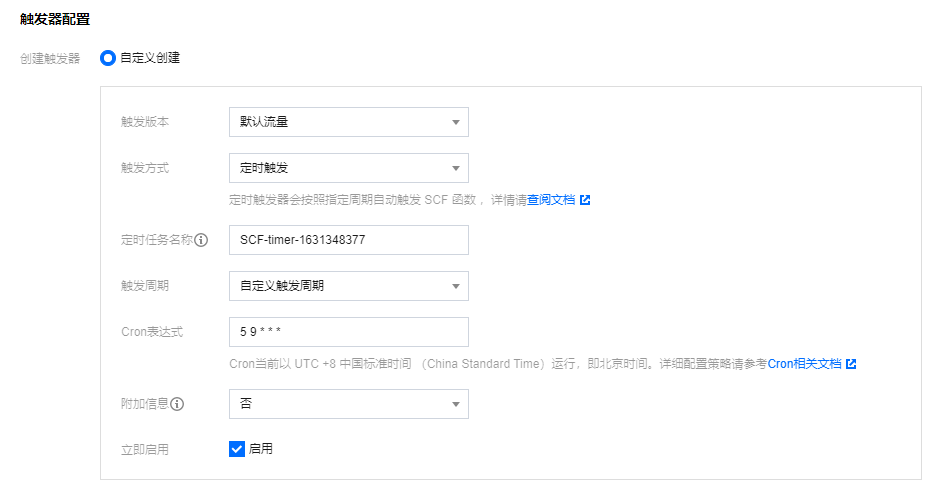 触发器配置
创建触发器 自定义创建
触发版本 默认流量
触发方式 定时触发
定时触发器会按照指定周期自动触发 SCF 函数，详情请查阅文档
定时任务名称 SCF-timer-1631348377
触发周期 自定义触发周期
Cron表达式 5 9 * * *
Cron当前以 UTC +8 中国标准时间 （China Standard Time）运行，即北京时间。详细配置策略请参考Cron相关文档
附加信息 否
立即启用 启用